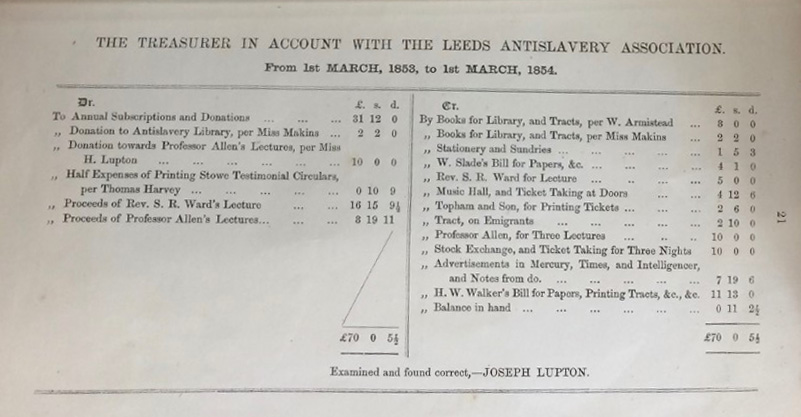 THE TREASURER IN ACCOUNT WITH THE LEEDS ANTISLAVERY ASSOCIATION.
From 1st MARCH, 1853, to 1st MARCH, 1854.
Dr. £. s. d.
To Annual Subscriptions and Donations ... ... ... 31 12 0
„ Donation to Antislavery Library, per Miss Makins ... 2 2 0
„ Donation towards Professor Allen's Lectures, per Miss
H. Lupton ... ... ... ... ... ... 10 0 0
„ Half Expenses of Printing Stowe Testimonial Circulars,
per Thomas Harvey ... ... ... ... ... 0 10 9
„ Proceeds of Rev. S. R. Ward's Lecture ... ... 16 15 9½
„ Proceeds of Professor Allen's Lectures... ... ... 8 19 11
£70 0 5½
Cr. £. s. d.
By Books for Library, and Tracts, per W. Armistead ... 8 0 0
„ Books for Library, and Tracts, per Miss Makins ... 2 2 0
„ Stationery and Sundries ... ... ... ... ... 1 5 3
„ W. Slade's Bill for Papers, &c. ... ... ... ... 4 1 0
„ Rev. S. R. Ward for Lecture ... ... ... ... 5 0 0
„ Music Hall, and Ticket Taking at Doors ... 4 12 6
„ Topham and Son, for Printing Tickets ... ... ... 2 6 0
„ Tract, on Emigrants ... ... ... ... ... 2 10 0
„ Professor Allen, for Three Lectures ... ... ... 10 0 0
„ Stock Exchange, and Ticket Taking for Three Nights 10 0 0
„ Advertisements in Mercury, Times, and Intelligencer,
and Notes from do. ... ... ... ... ... 7 19 6
„ H. W. Walker's Bill for Papers, Printing Tracts, &c., &c. 11 13 0
„ Balance in hand ... ... ... ... ... ... 0 11 2½
£70 0 5½
Examined and found correct,—JOSEPH LUPTON.
21